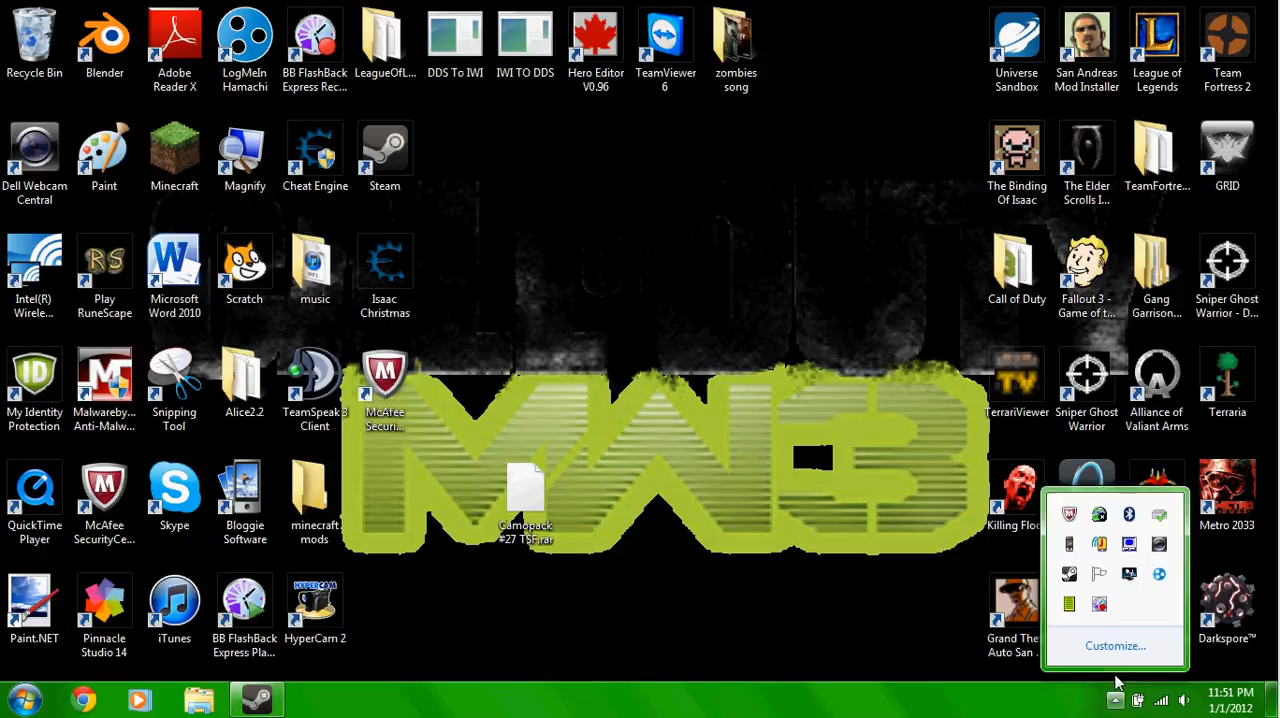 Recycle Bin
Blender
Adobe
Reader X
LogMeIn
Hamachi
BB FlashBack
Express Rec...
LeagueOfL...
DDS To IWI
IWI TO DDS
Hero Editor
V0.96
TeamViewer
6
zombies
song
Universe
Sandbox
San Andreas
Mod Installer
League of
Legends
Team
Fortress 2
Dell Webcam
Central
Paint
Minecraft
Magnify
Cheat Engine
Steam
The Binding
Of Isaac
The Elder
Scrolls I...
TeamFortre...
GRID
Intel(R)
Wirele...
Play
RuneScape
Microsoft
Word 2010
Scratch
music
Isaac
Christmas
Call of Duty
Fallout 3 -
Game of t...
Gang
Garrison...
Sniper Ghost
Warrior - D...
My Identity
Protection
Malwareby...
Anti-Malw...
Snipping
Tool
Alice2.2
TeamSpeak 3
Client
McAfee
Securi...
TerrariViewer
Sniper Ghost
Warrior
Alliance of
Valiant Arms
Terraria
MW3
QuickTime
Player
McAfee
SecurityCe...
Skype
Bloggie
Software
minecraft
mods
Camopack
#27 TSF.rar
Killing Floo
Metro 2033
Paint.NET
Pinnacle
Studio 14
iTunes
BB FlashBack
Express Pla...
HyperCam 2
Grand The
Auto San
Darkspore™
Customize...
11:51 PM
1/1/2012